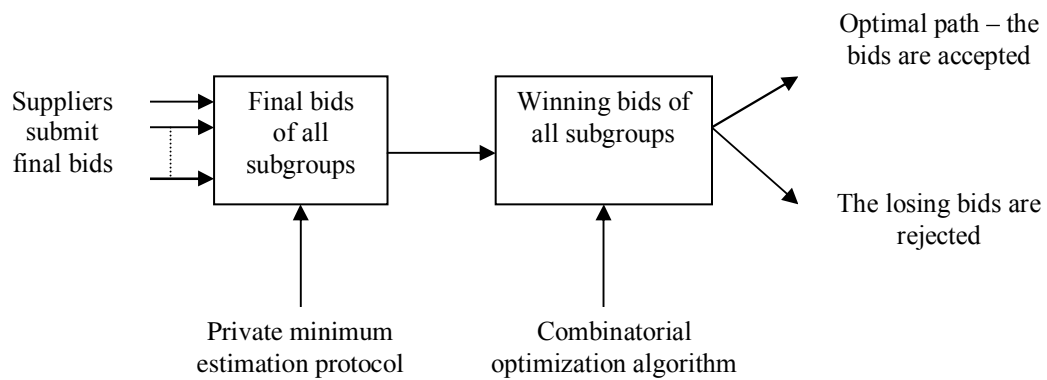 Suppliers
submit
final bids
Final bids
of all
subgroups
Winning bids of
all subgroups
Optimal path – the
bids are accepted
The losing bids are
rejected
Private minimum
estimation protocol
Combinatorial
optimization algorithm